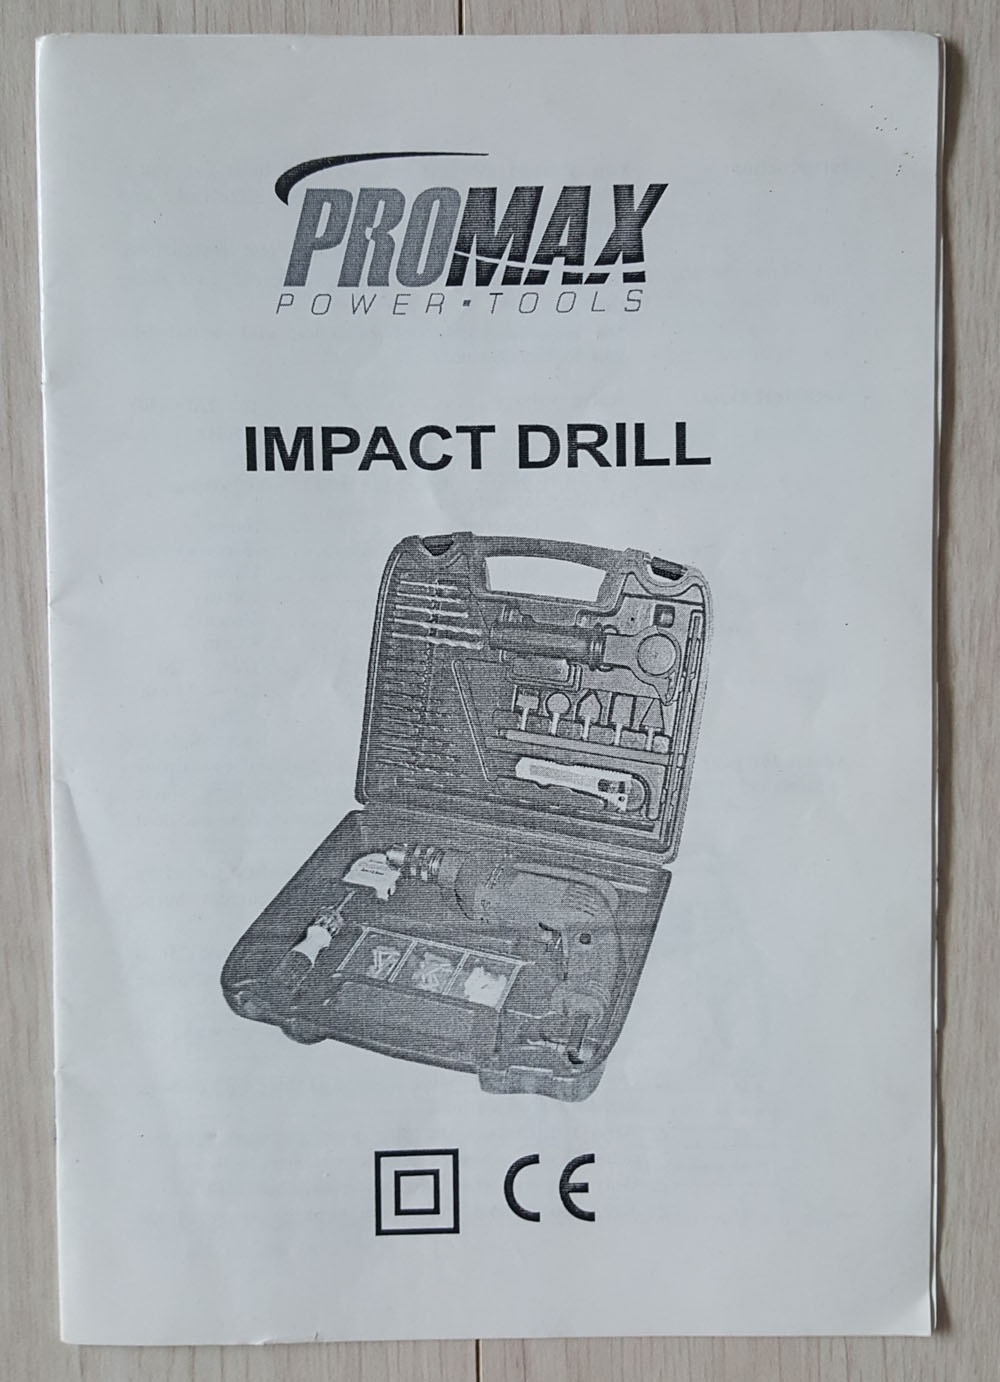 PROMAX
POWER▪TOOLS
IMPACT DRILL
CE